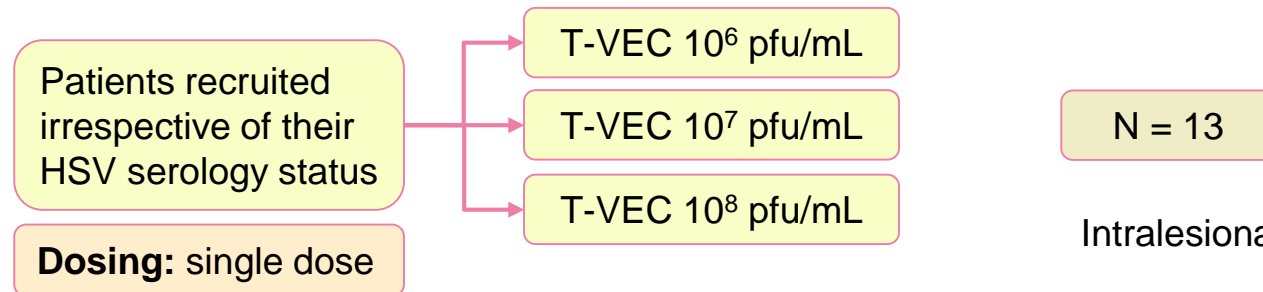 Patients recruited
irrespective of their
HSV serology status
Dosing: single dose
T-VEC 10⁶ pfu/mL
T-VEC 10⁷ pfu/mL
T-VEC 10⁸ pfu/mL
N = 13